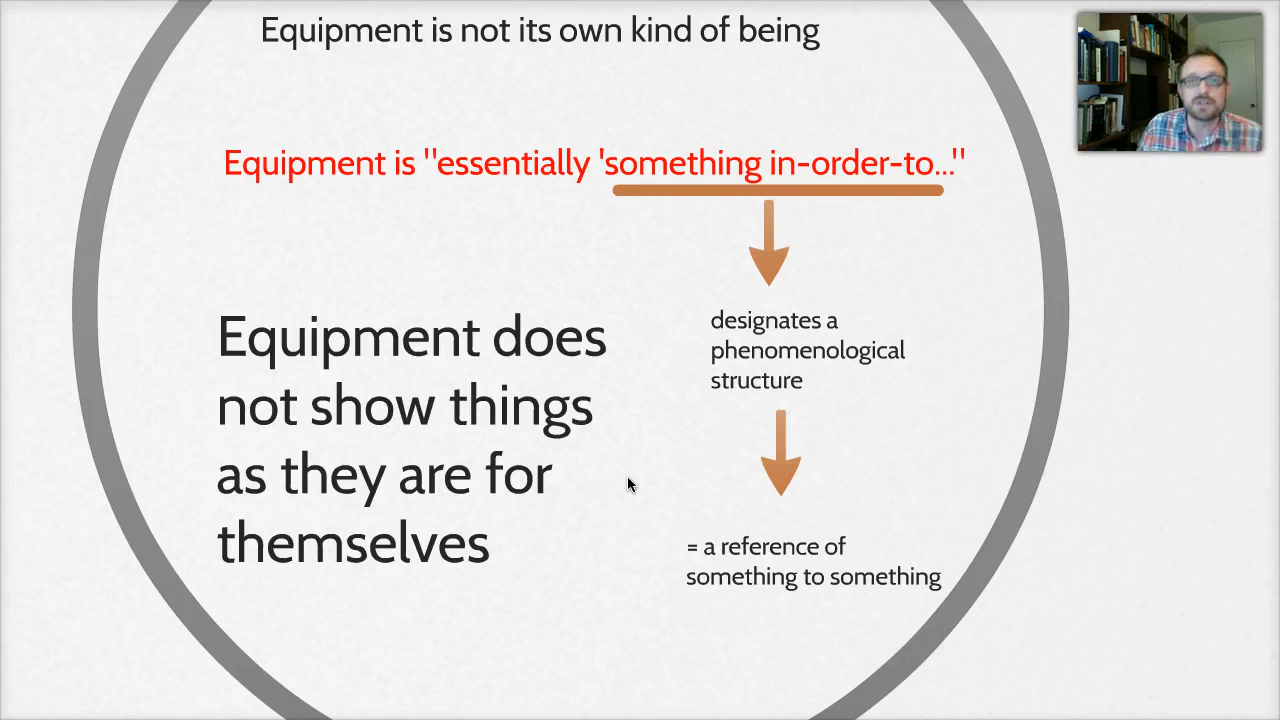 Equipment is not its own kind of being
Equipment is "essentially 'something in-order-to..."
designates a
phenomenological
structure
Equipment does
not show things
as they are for
themselves
= a reference of
something to something